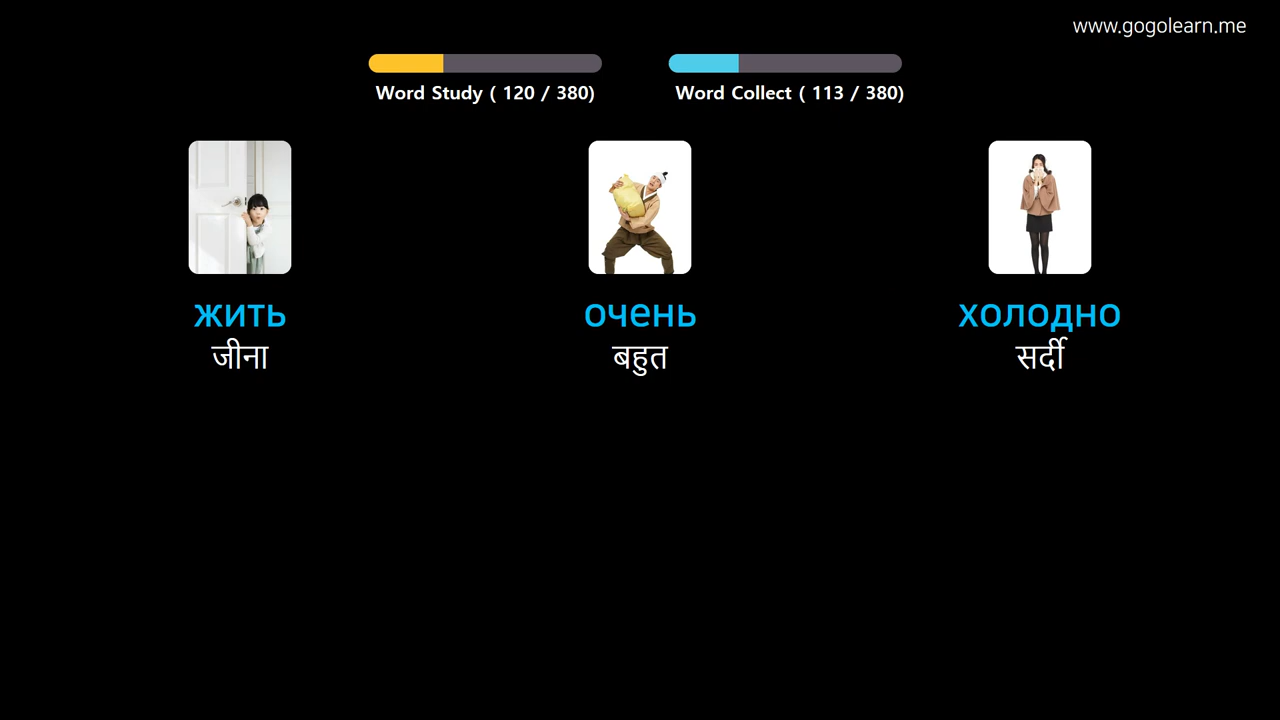 www.gogolearn.me
Word Study ( 120 / 380)
Word Collect ( 113 / 380)
жить
очень
холодно
जीना
बहुत
सर्दी